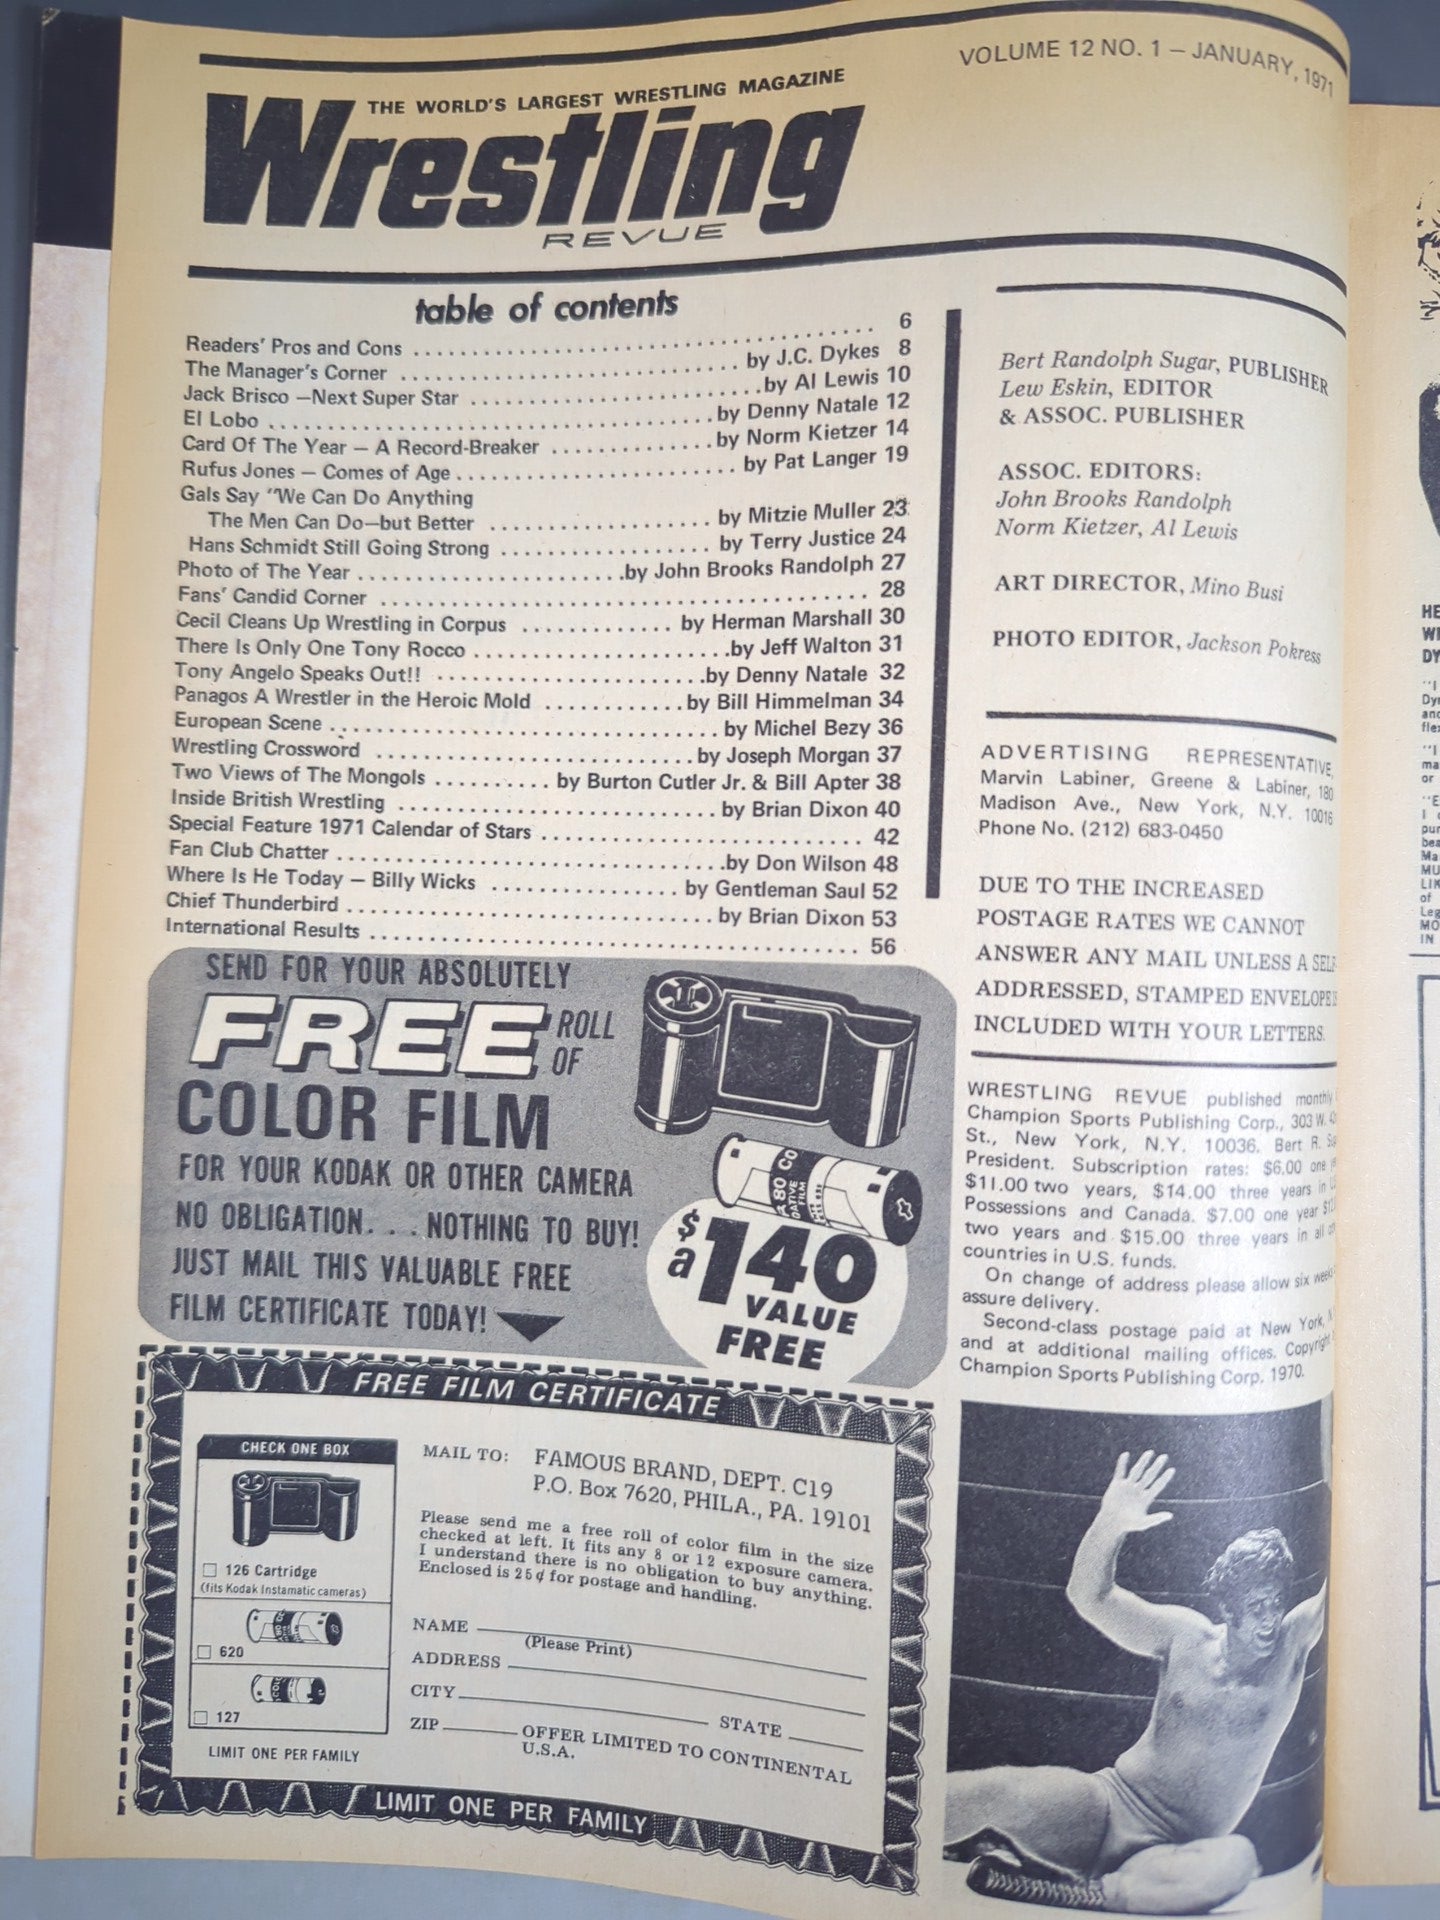 VOLUME 12 NO. 1 – JANUARY, 1971
THE WORLD'S LARGEST WRESTLING MAGAZINE
Wrestling
REVUE
table of contents
Readers' Pros and Cons 6
The Manager's Corner by J.C. Dykes 8
Jack Brisco –Next Super Star by Al Lewis 10
El Lobo by Denny Natale 12
Card Of The Year – A Record-Breaker by Norm Kietzer 14
Rufus Jones – Comes of Age by Pat Langer 19
Gals Say "We Can Do Anything
The Men Can Do–but Better by Mitzie Muller 23
Hans Schmidt Still Going Strong by Terry Justice 24
Photo of The Year by John Brooks Randolph 27
Fans' Candid Corner 28
Cecil Cleans Up Wrestling in Corpus by Herman Marshall 30
There Is Only One Tony Rocco by Jeff Walton 31
Tony Angelo Speaks Out!! by Denny Natale 32
Panagos A Wrestler in the Heroic Mold by Bill Himmelman 34
European Scene by Michel Bezy 36
Wrestling Crossword by Joseph Morgan 37
Two Views of The Mongols by Burton Cutler Jr. & Bill Apter 38
Inside British Wrestling by Brian Dixon 40
Special Feature 1971 Calendar of Stars 42
Fan Club Chatter by Don Wilson 48
Where Is He Today – Billy Wicks by Gentleman Saul 52
Chief Thunderbird by Brian Dixon 53
International Results 56
Bert Randolph Sugar, PUBLISHER
Lew Eskin, EDITOR
& ASSOC. PUBLISHER
ASSOC. EDITORS:
John Brooks Randolph
Norm Kietzer, Al Lewis
ART DIRECTOR, Mino Busi
PHOTO EDITOR, Jackson Pokress
ADVERTISING REPRESENTATIVE,
Marvin Labiner, Greene & Labiner, 180
Madison Ave., New York, N.Y. 10016
Phone No. (212) 683-0450
DUE TO THE INCREASED
POSTAGE RATES WE CANNOT
ANSWER ANY MAIL UNLESS A SELF
ADDRESSED, STAMPED ENVELOPE IS
INCLUDED WITH YOUR LETTERS.
WRESTLING REVUE published monthly
Champion Sports Publishing Corp., 303 W.
St., New York, N.Y. 10036. Bert R.
President. Subscription rates: $6.00 one
$11.00 two years, $14.00 three years in
Possessions and Canada. $7.00 one year
two years and $15.00 three years in all
countries in U.S. funds.
On change of address please allow six
assure delivery.
Second-class postage paid at New York,
and at additional mailing offices. Copyright
Champion Sports Publishing Corp. 1970.
SEND FOR YOUR ABSOLUTELY
FREE ROLL
OF
COLOR FILM
FOR YOUR KODAK OR OTHER CAMERA
NO OBLIGATION. . . NOTHING TO BUY!
JUST MAIL THIS VALUABLE FREE
FILM CERTIFICATE TODAY!
80 CO
FILM
a $140
VALUE
FREE
FREE FILM CERTIFICATE
CHECK ONE BOX
126 Cartridge
(fits Kodak Instamatic cameras)
620
127
LIMIT ONE PER FAMILY
MAIL TO: FAMOUS BRAND, DEPT. C19
P.O. Box 7620, PHILA., PA. 19101
Please send me a free roll of color film in the size
checked at left. It fits any 8 or 12 exposure camera.
I understand there is no obligation to buy anything.
Enclosed is 25¢ for postage and handling.
NAME
(Please Print)
ADDRESS
CITY STATE
ZIP OFFER LIMITED TO CONTINENTAL
U.S.A.
LIMIT ONE PER FAMILY